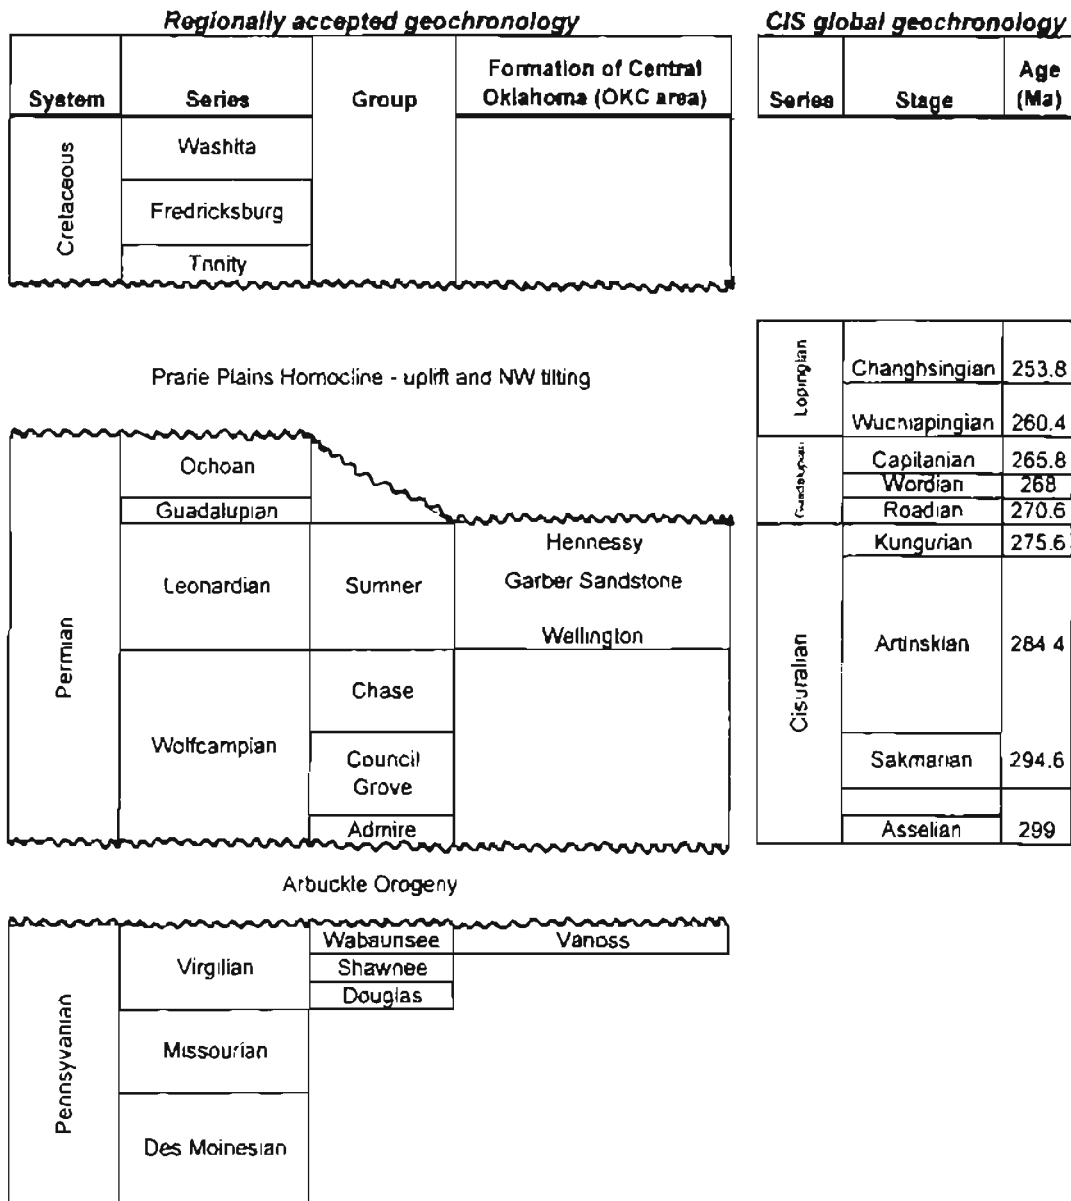 Regionally accepted geochronology
CIS global geochronology
System
Series
Group
Formation of Central
Oklahoma (OKC area)
Series
Stage
Age
(Ma)
Cretaceous
Washita
Fredricksburg
Trinity
Prarie Plains Homocline - uplift and NW tilting
Lopingian
Changhsingian 253.8
Wuchiapingian 260.4
Guadalupian
Capitanian 265.8
Wordian 268
Roadian 270.6
Permian
Ochoan
Guadalupian
Leonardian
Sumner
Hennessy
Garber Sandstone
Wellington
Wolfcampian
Chase
Council
Grove
Admire
Cisuralian
Kungurian 275.6
Artinskian 284.4
Sakmarian 294.6
Asselian 299
Arbuckle Orogeny
Pennsyvanian
Virgilian
Wabaunsee
Vanoss
Shawnee
Douglas
Missourian
Des Moinesian